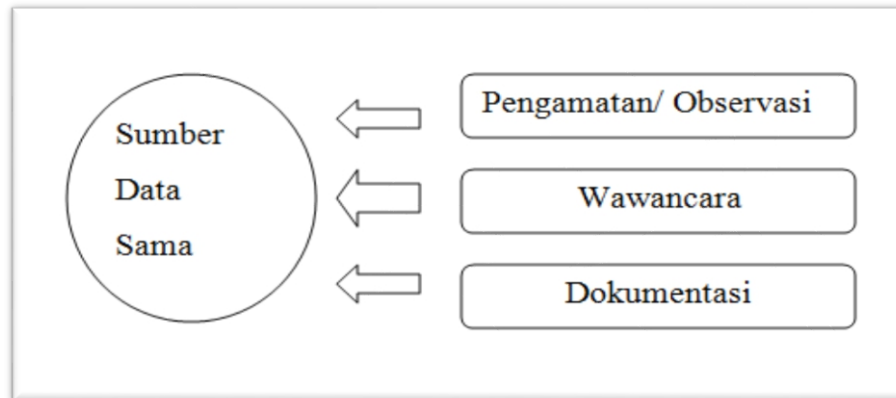 Sumber
Data
Sama
Pengamatan/ Observasi
Wawancara
Dokumentasi